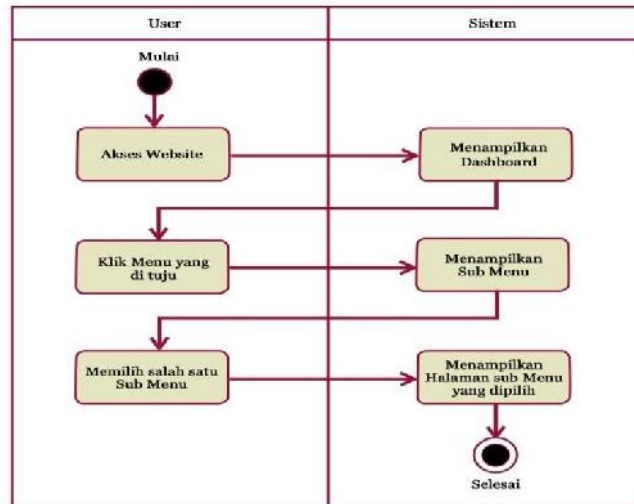 User
Sistem
Mulai
Akses Website
Menampilkan
Dashboard
Klik Menu yang
di tuju
Menampilkan
Sub Menu
Memilih salah satu
Sub Menu
Menampilkan
Halaman sub Menu
yang dipilih
Selesai